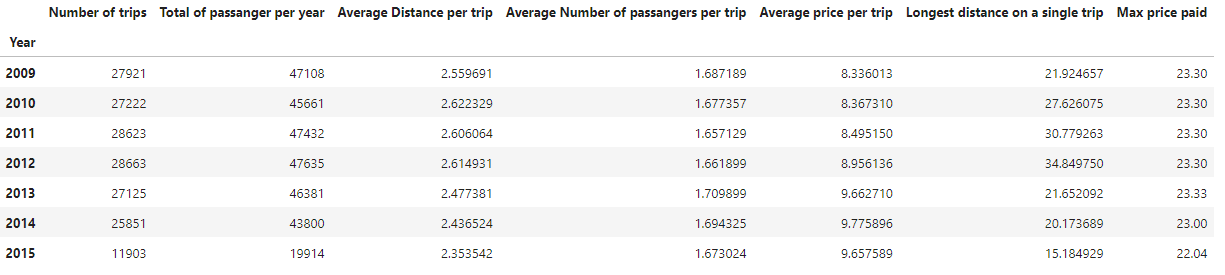 Number of trips Total of passanger per year Average Distance per trip Average Number of passangers per trip Average price per trip Longest distance on a single trip Max price paid
Year
2009 27921 47108 2.559691 1.687189 8.336013 21.924657 23.30
2010 27222 45661 2.622329 1.677357 8.367310 27.626075 23.30
2011 28623 47432 2.606064 1.657129 8.495150 30.779263 23.30
2012 28663 47635 2.614931 1.661899 8.956136 34.849750 23.30
2013 27125 46381 2.477381 1.709899 9.662710 21.652092 23.33
2014 25851 43800 2.436524 1.694325 9.775896 20.173689 23.00
2015 11903 19914 2.353542 1.673024 9.657589 15.184929 22.04